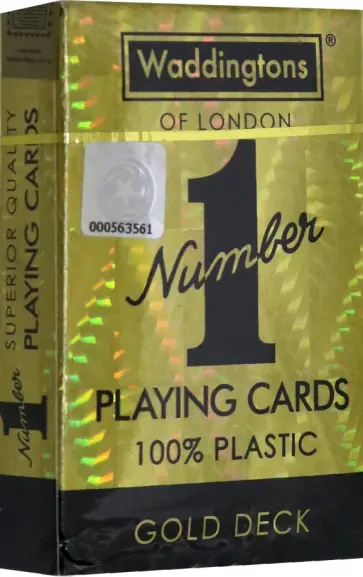 Waddingtons
®
OF LONDON
000563561
1
Number
PLAYING CARDS
100% PLASTIC
GOLD DECK
SUPERIOR QUALITY
PLAYING CARDS
Number
1